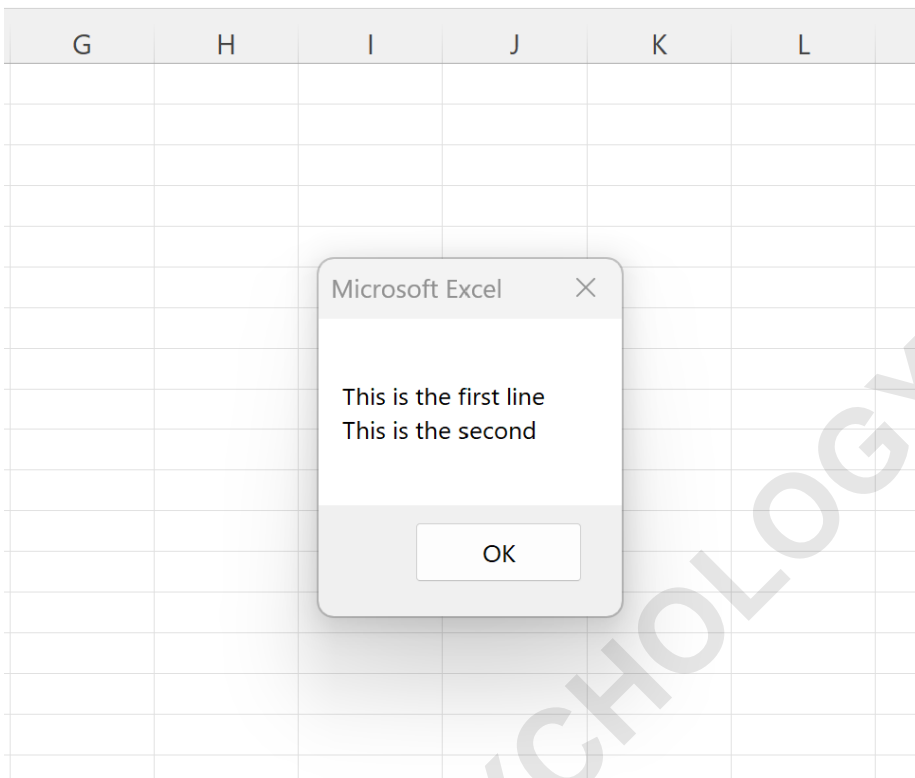 G H I J K L
Microsoft Excel
This is the first line
This is the second
OK